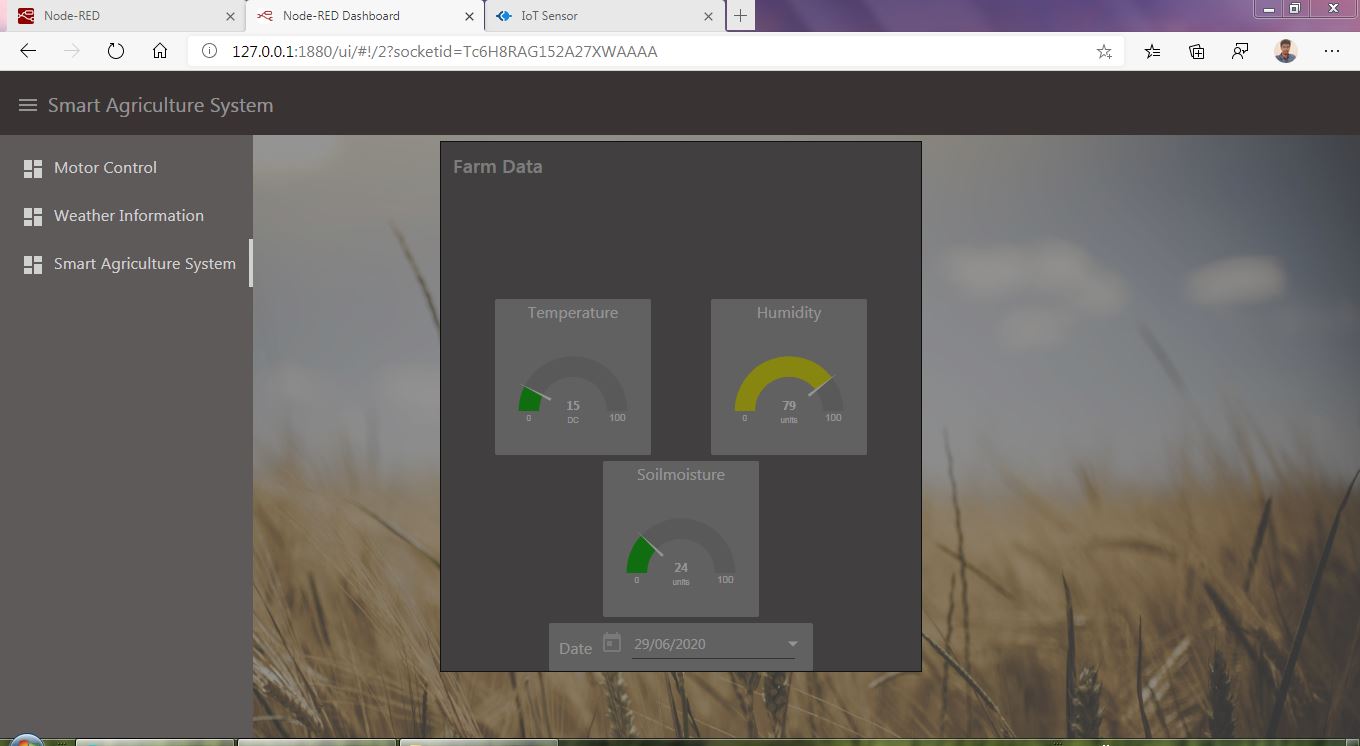 Node-RED
Node-RED Dashboard
IoT Sensor
127.0.0.1:1880/ui/#!/2?socketid=Tc6H8RAG152A27XWAAAA
Smart Agriculture System
Motor Control
Weather Information
Smart Agriculture System
Farm Data
Temperature
15
DC
0
100
Humidity
79
units
0
100
Soilmoisture
24
units
0
100
Date
29/06/2020